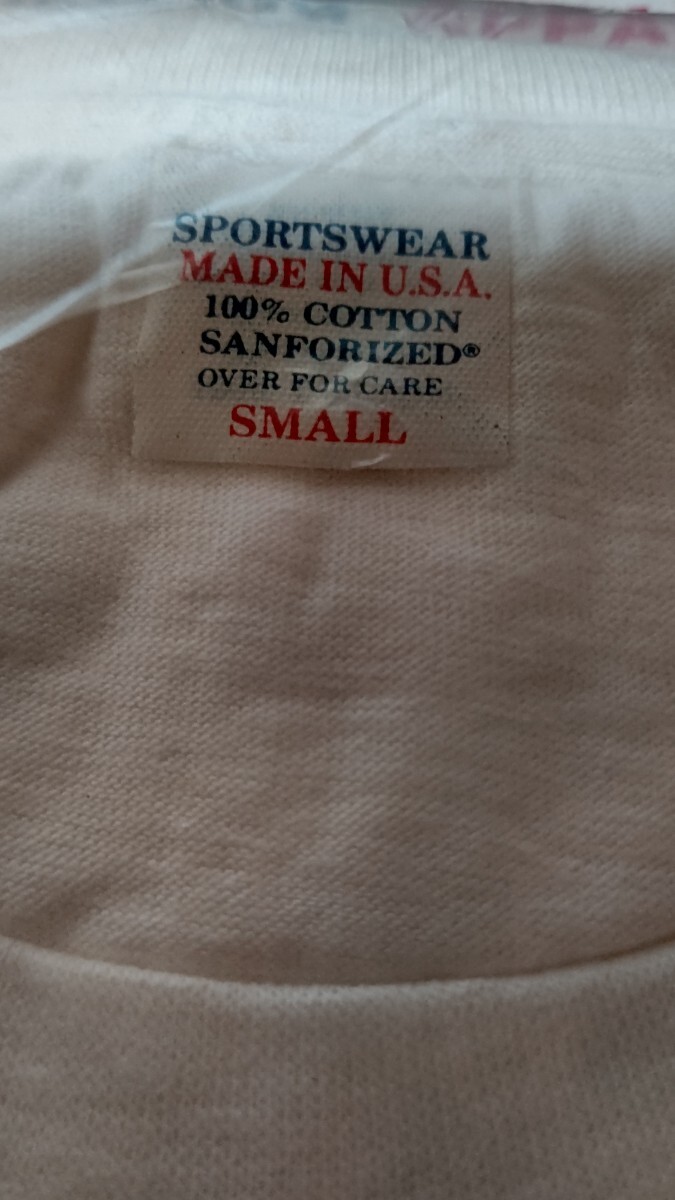 SPORTSWEAR
MADE IN U.S.A.
100% COTTON
SANFORIZED®
OVER FOR CARE
SMALL